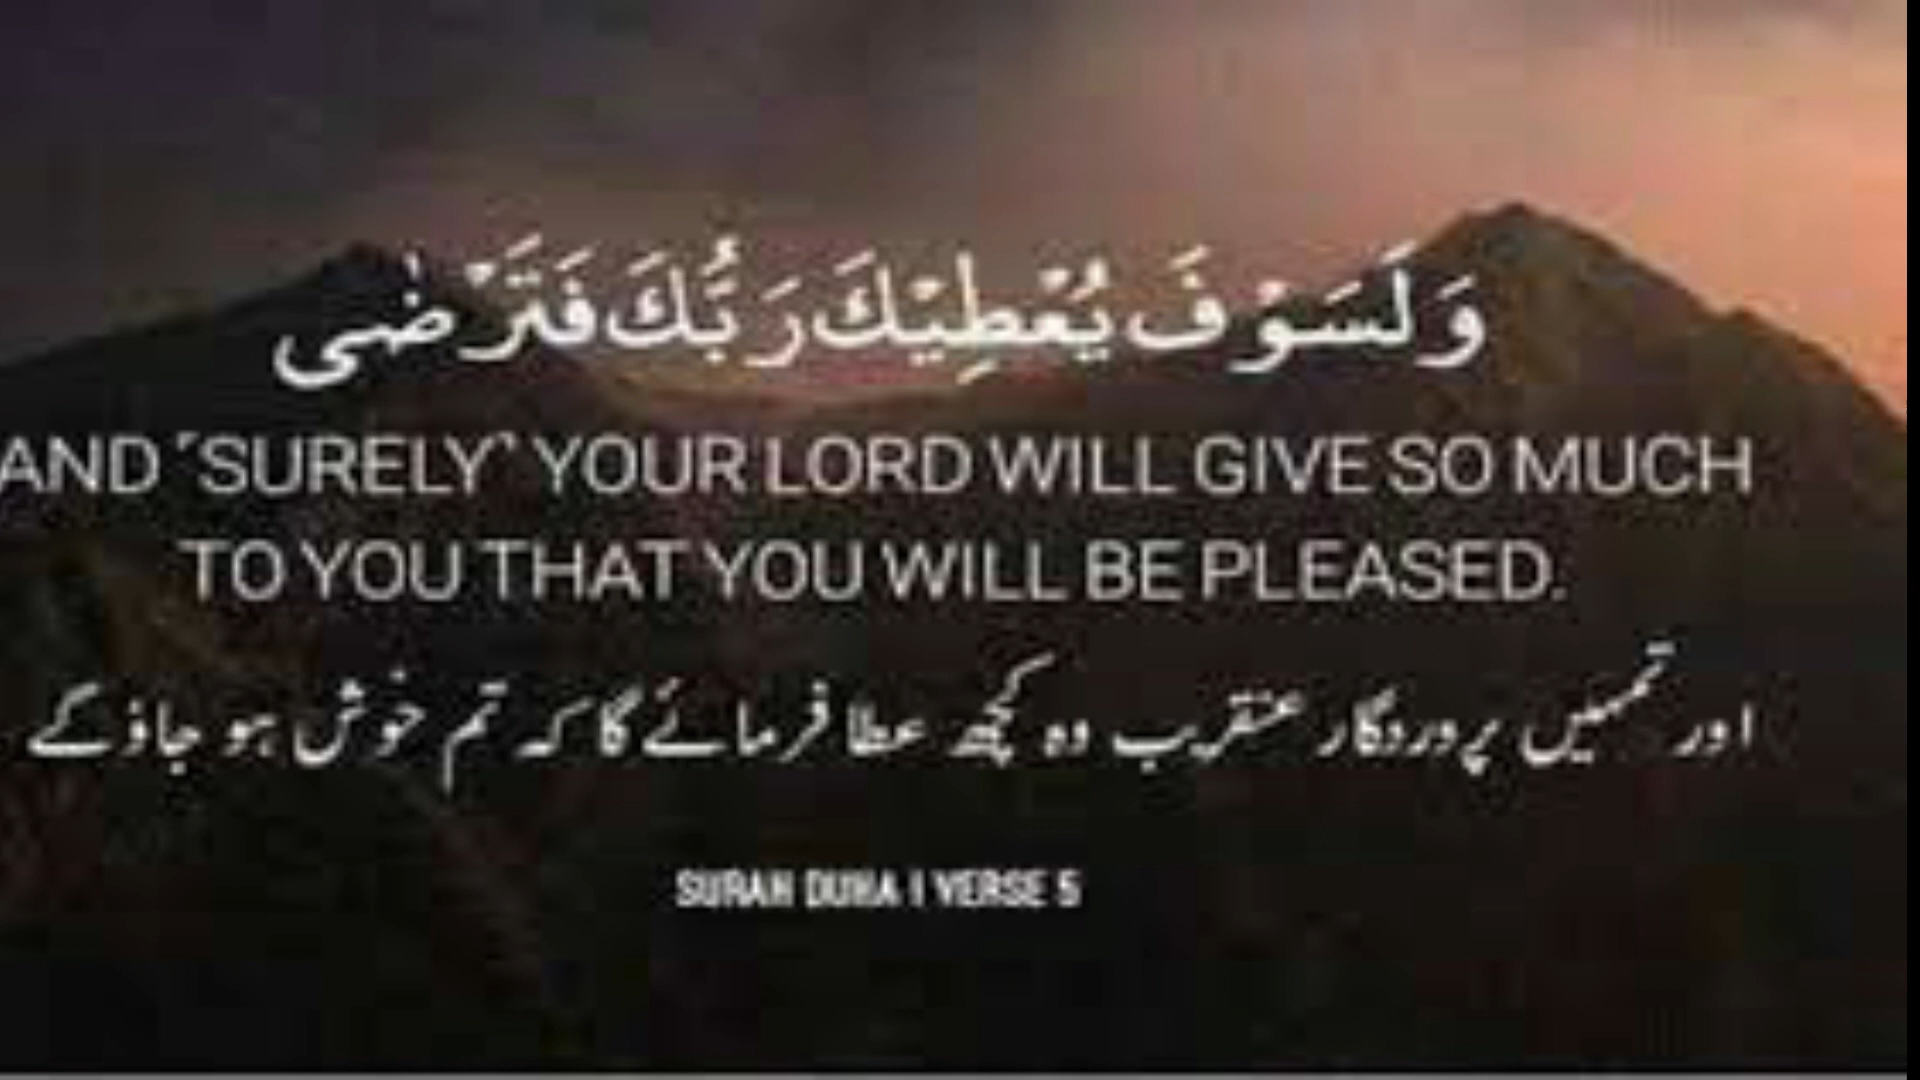 وَلَسَوْفَ يُعْطِيْكَ رَبُّكَ فَتَرْضٰى
AND ˹SURELY˺ YOUR LORD WILL GIVE SO MUCH
TO YOU THAT YOU WILL BE PLEASED.
اور تمہیں پروردگار عنقریب وہ کچھ عطا فرمائے گا کہ تم خوش ہو جاؤ گے
SURAH DUHA | VERSE 5